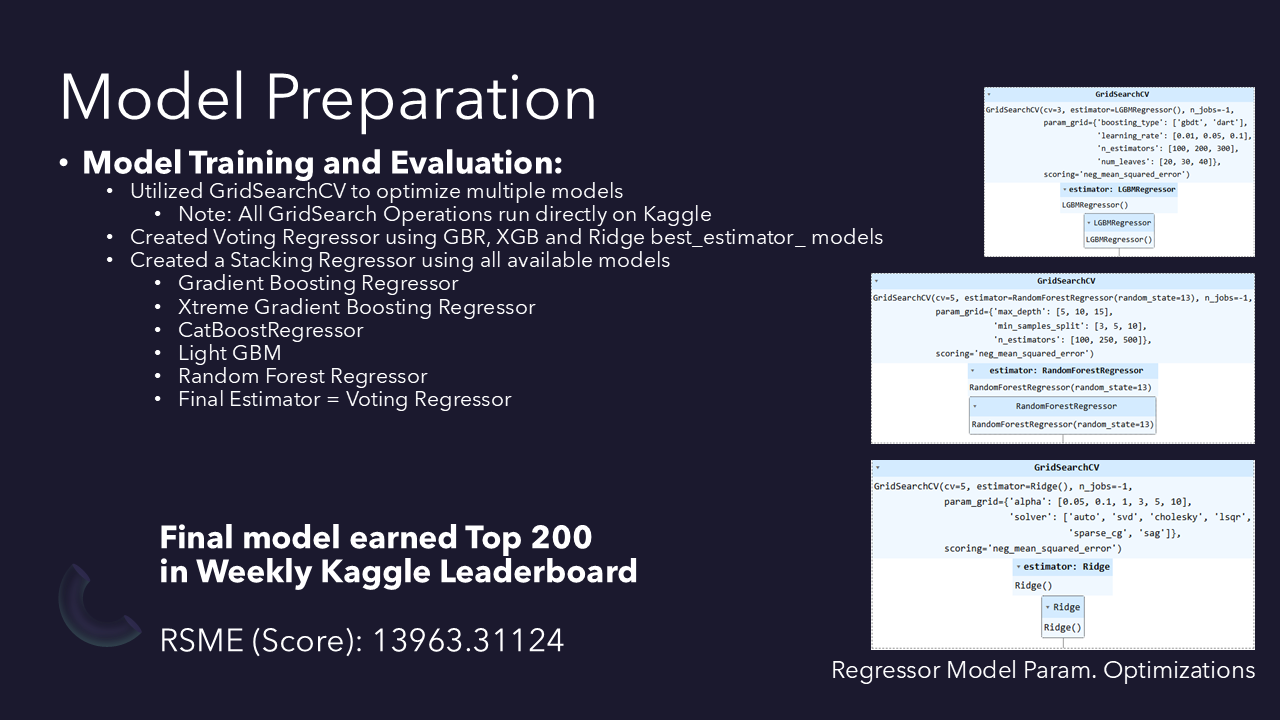 Model Preparation
• Model Training and Evaluation:
• Utilized GridSearchCV to optimize multiple models
• Note: All GridSearch Operations run directly on Kaggle
• Created Voting Regressor using GBR, XGB and Ridge best_estimator_ models
• Created a Stacking Regressor using all available models
• Gradient Boosting Regressor
• Xtreme Gradient Boosting Regressor
• CatBoostRegressor
• Light GBM
• Random Forest Regressor
• Final Estimator = Voting Regressor
Final model earned Top 200
in Weekly Kaggle Leaderboard
RSME (Score): 13963.31124
GridSearchCV
GridSearchCV(cv=3, estimator=LGBMRegressor(), n_jobs=-1,
param_grid={'boosting_type': ['gbdt', 'dart'],
'learning_rate': [0.01, 0.05, 0.1],
'n_estimators': [100, 200, 300],
'num_leaves': [20, 30, 40]},
scoring='neg_mean_squared_error')
estimator: LGBMRegressor
LGBMRegressor()
LGBMRegressor
LGBMRegressor()
GridSearchCV
GridSearchCV(cv=5, estimator=RandomForestRegressor(random_state=13), n_jobs=-1,
param_grid={'max_depth': [5, 10, 15],
'min_samples_split': [3, 5, 10],
'n_estimators': [100, 250, 500]},
scoring='neg_mean_squared_error')
estimator: RandomForestRegressor
RandomForestRegressor(random_state=13)
RandomForestRegressor
RandomForestRegressor(random_state=13)
GridSearchCV
GridSearchCV(cv=5, estimator=Ridge(), n_jobs=-1,
param_grid={'alpha': [0.05, 0.1, 1, 3, 5, 10],
'solver': ['auto', 'svd', 'cholesky', 'lsqr',
'sparse_cg', 'sag']},
scoring='neg_mean_squared_error')
estimator: Ridge
Ridge()
Ridge
Ridge()
Regressor Model Param. Optimizations